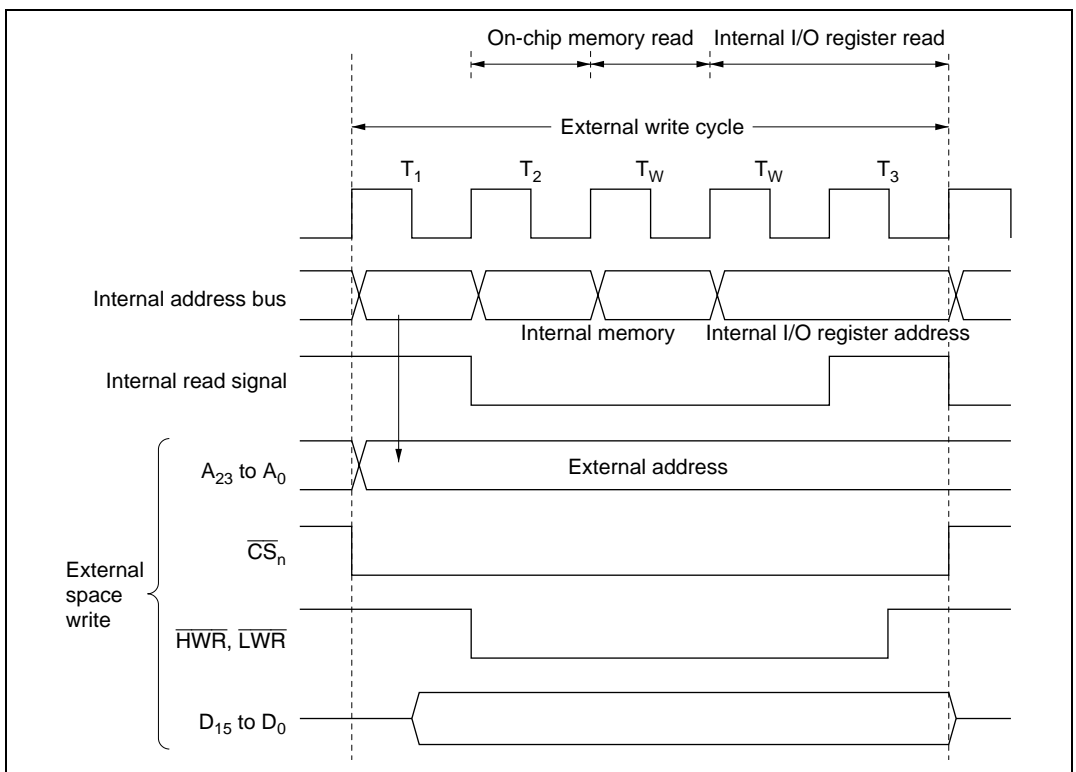 On-chip memory read Internal I/O register read
External write cycle
T1 T2 TW TW T3
Internal address bus
Internal memory Internal I/O register address
Internal read signal
A23 to A0 External address
CSn
External
space
write
HWR, LWR
D15 to D0